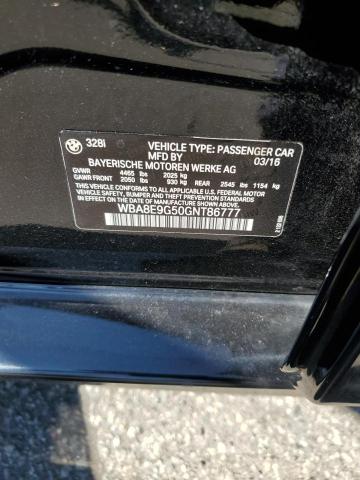 328I VEHICLE TYPE: PASSENGER CAR
MFD BY 03/16
BAYERISCHE MOTOREN WERKE AG
GVWR 4465 lbs 2025 kg
GAWR FRONT 2050 lbs 930 kg REAR 2545 lbs 1154 kg
THIS VEHICLE CONFORMS TO ALL APPLICABLE FEDERAL MOTOR
VEHICLE SAFETY, BUMPER, AND THEFT PREVENTION STANDARDS
IN EFFECT ON THE DATE OF MANUFACTURE SHOWN ABOVE.
WBA8E9G50GNT86777